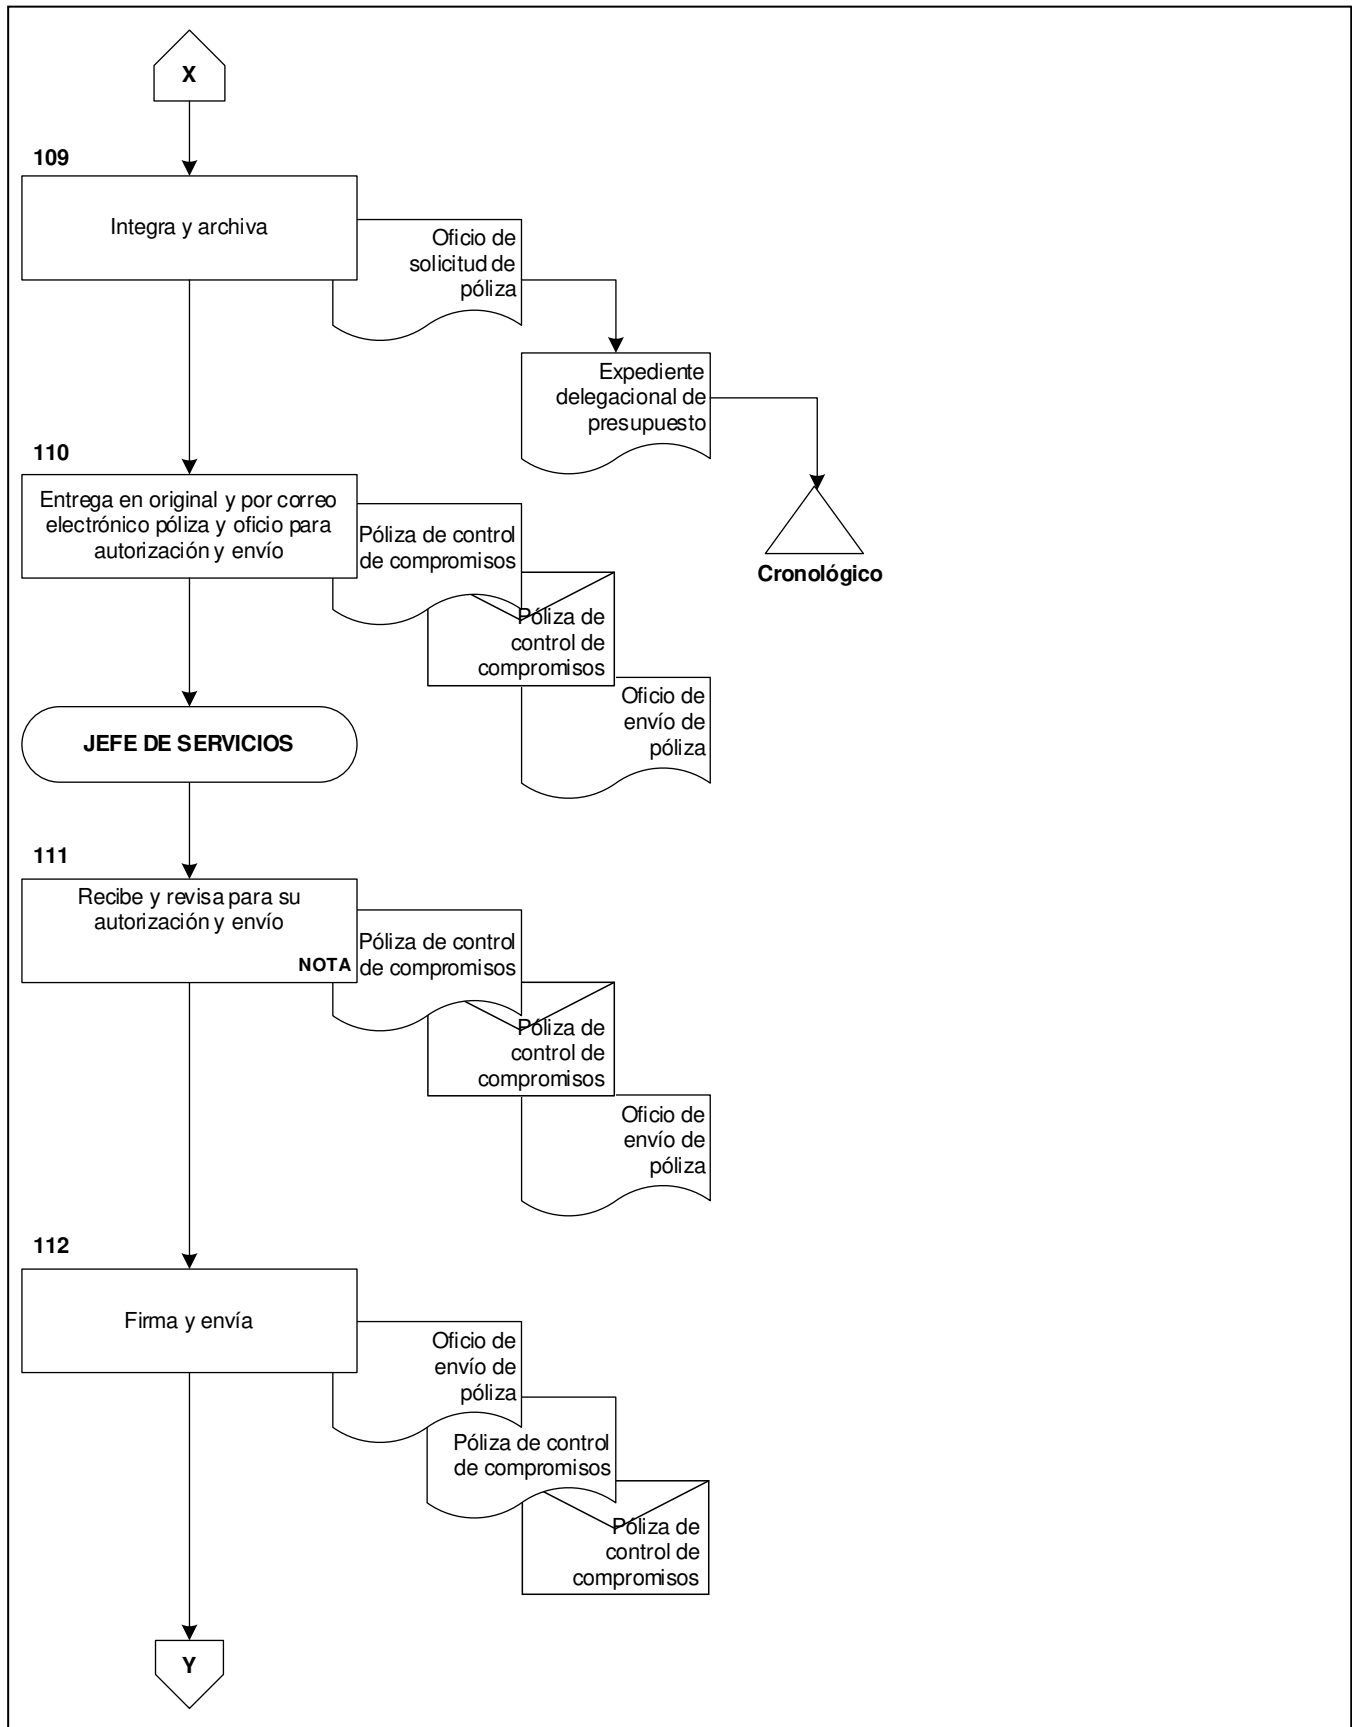 X
109
Integra y archiva
Oficio de
solicitud de
póliza
Expediente
delegacional de
presupuesto
Cronológico
110
Entrega en original y por correo
electrónico póliza y oficio para
autorización y envío
Póliza de control
de compromisos
Póliza de
control de
compromisos
Oficio de
envío de
póliza
JEFE DE SERVICIOS
111
Recibe y revisa para su
autorización y envío
NOTA
Póliza de control
de compromisos
Póliza de
control de
compromisos
Oficio de
envío de
póliza
112
Firma y envía
Oficio de
envío de
póliza
Póliza de control
de compromisos
Póliza de
control de
compromisos
Y